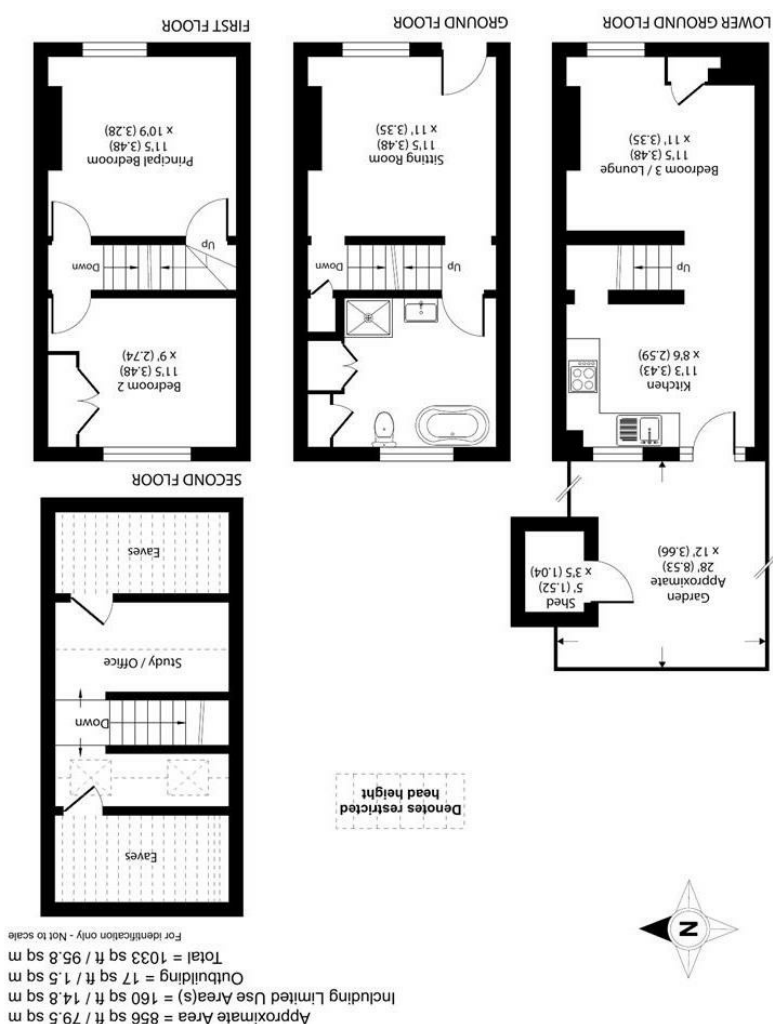 Approximate Area = 856 sq ft / 79.5 sq m
Including Limited Use Area(s) = 160 sq ft / 14.8 sq m
Outbuilding = 17 sq ft / 1.5 sq m
Total = 1033 sq ft / 95.8 sq m
For identification only - Not to scale
N
Denotes restricted
head height
Eaves
Down
Study / Office
Eaves
SECOND FLOOR
Garden
28' (8.53) Approximate
x 12' (3.66)
Shed
5' (1.52)
x 3'5 (1.04)
Kitchen
11'3 (3.43)
x 8'6 (2.59)
Up
Bedroom 3 / Lounge
11'5 (3.48)
x 11' (3.35)
LOWER GROUND FLOOR
Up
Down
Sitting Room
11'5 (3.48)
x 11' (3.35)
GROUND FLOOR
Bedroom 2
11'5 (3.48)
x 9' (2.74)
Down
Up
Principal Bedroom
11'5 (3.48)
x 10'9 (3.28)
FIRST FLOOR